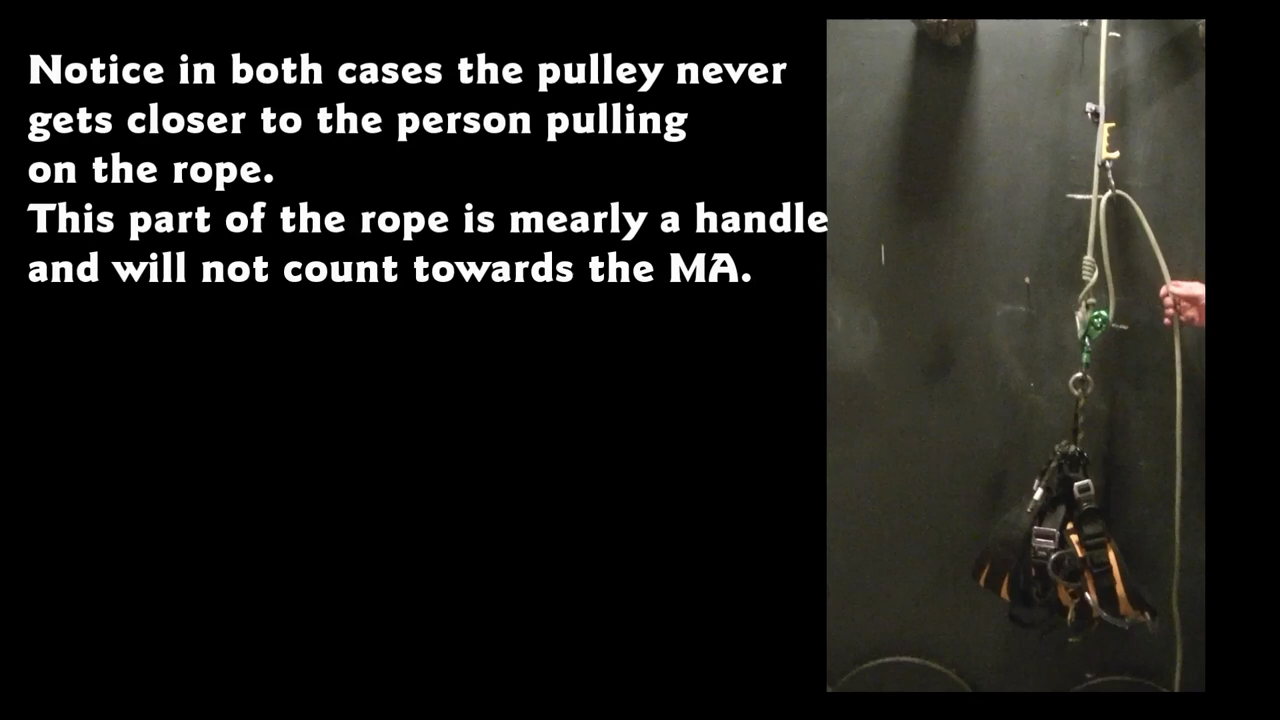 Notice in both cases the pulley never
gets closer to the person pulling
on the rope.
This part of the rope is mearly a handle
and will not count towards the MA.